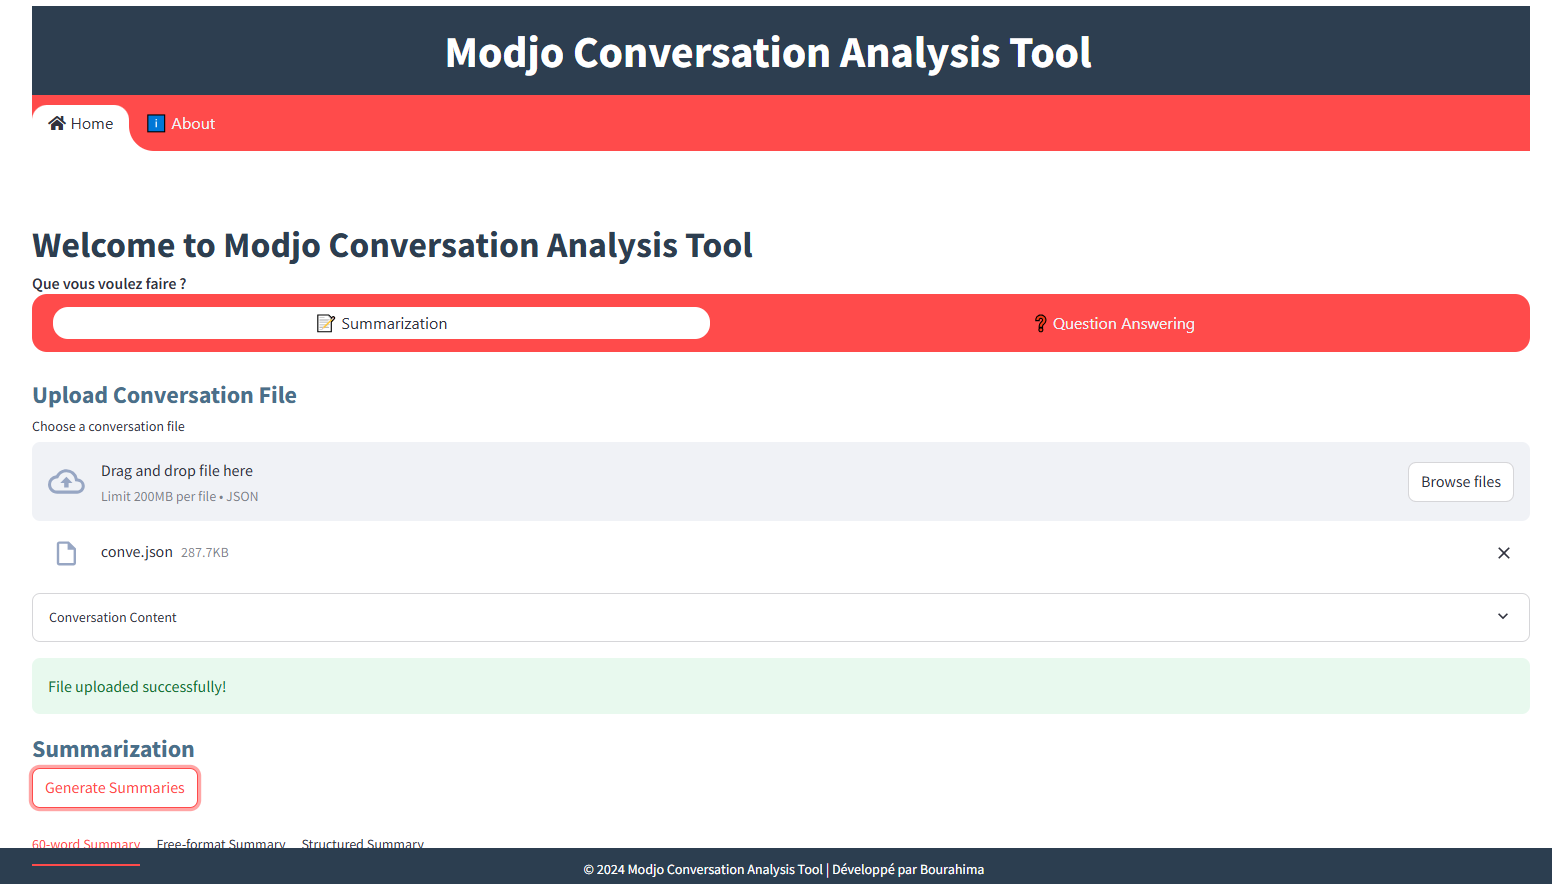 Modjo Conversation Analysis Tool
Home About
Welcome to Modjo Conversation Analysis Tool
Que vous voulez faire ?
Summarization Question Answering
Upload Conversation File
Choose a conversation file
Drag and drop file here
Limit 200MB per file • JSON
Browse files
conve.json 287.7KB
Conversation Content
File uploaded successfully!
Summarization
Generate Summaries
60-word Summary Free-format Summary Structured Summary
© 2024 Modjo Conversation Analysis Tool | Développé par Bourahima